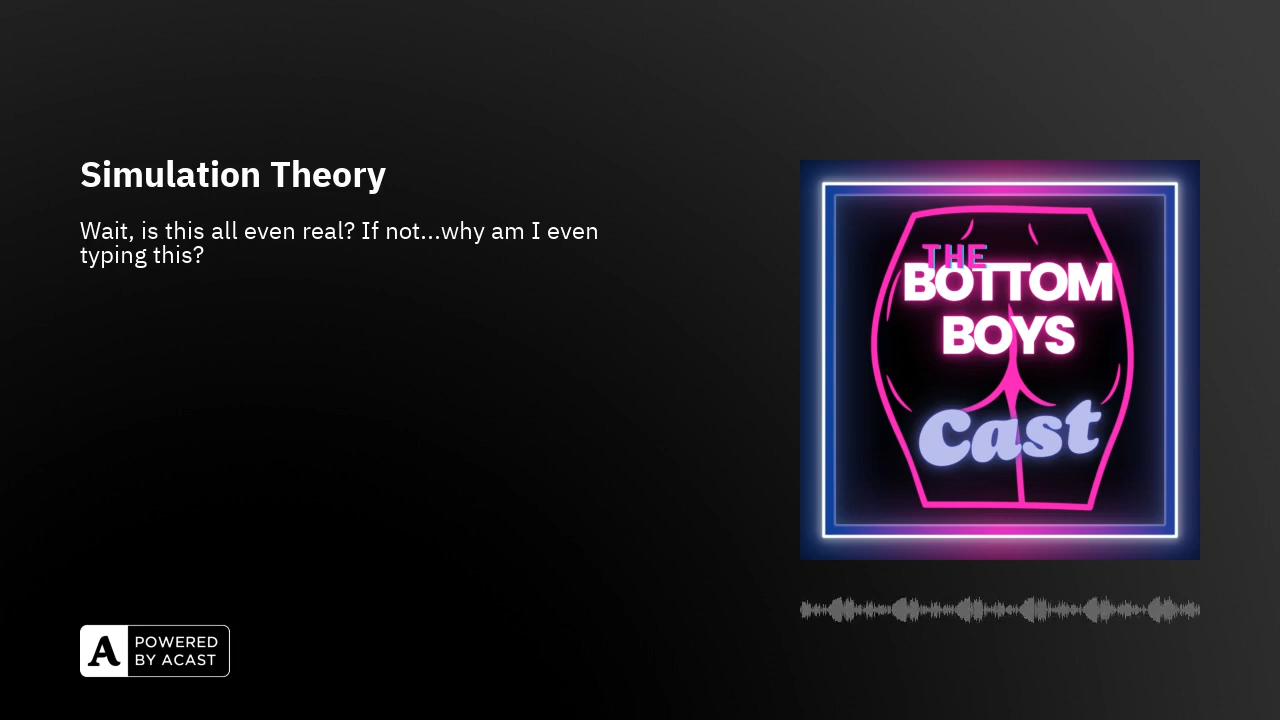 Simulation Theory
Wait, is this all even real? If not...why am I even
typing this?
THE
BOTTOM
BOYS
Cast
A
POWERED
BY ACAST